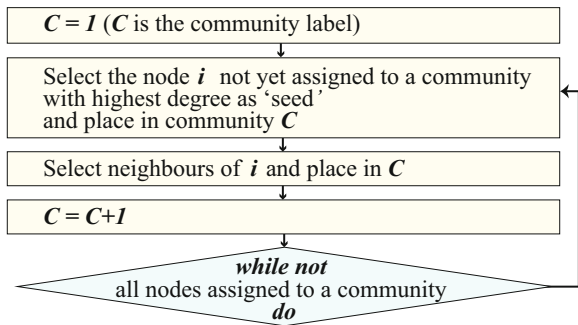 C = 1 (C is the community label)
Select the node i not yet assigned to a community
with highest degree as ‘seed’
and place in community C
Select neighbours of i and place in C
C = C+1
while not
all nodes assigned to a community
do